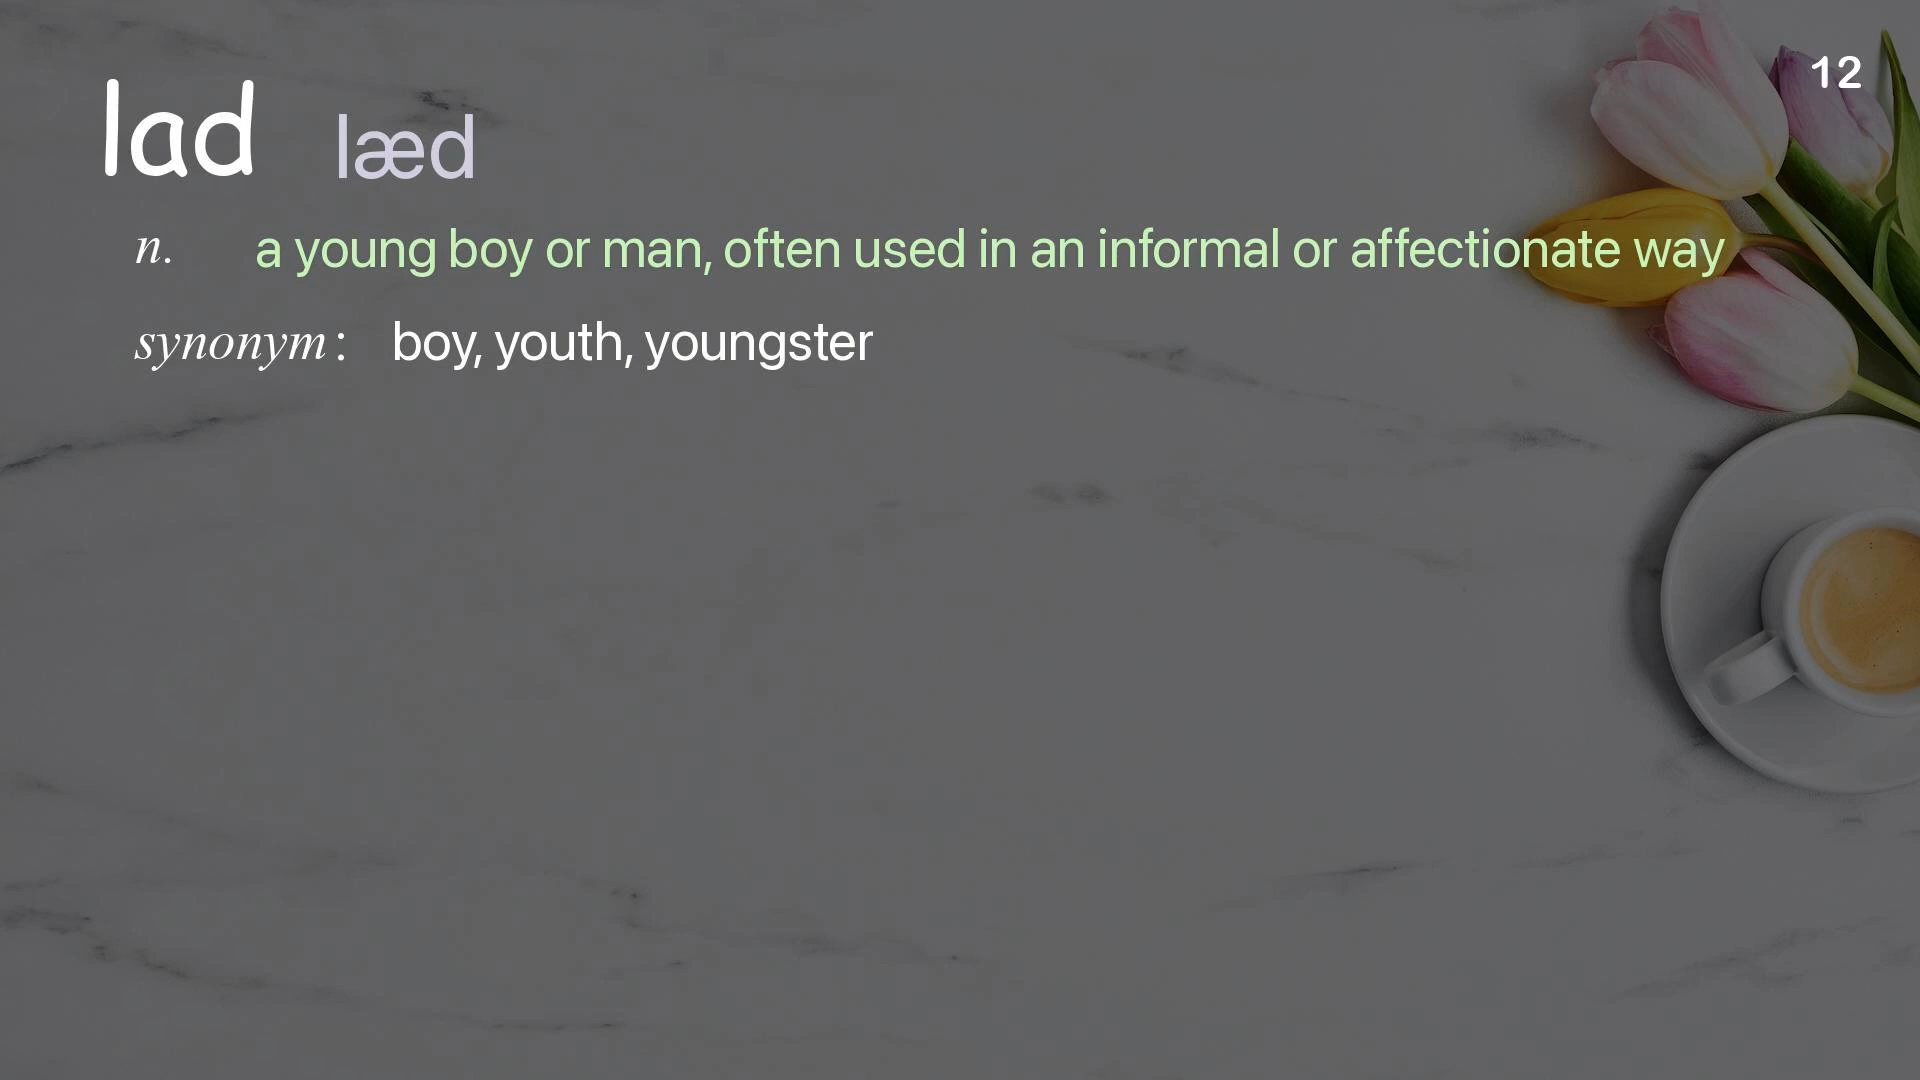 12
lad læd
n. a young boy or man, often used in an informal or affectionate way
synonym: boy, youth, youngster